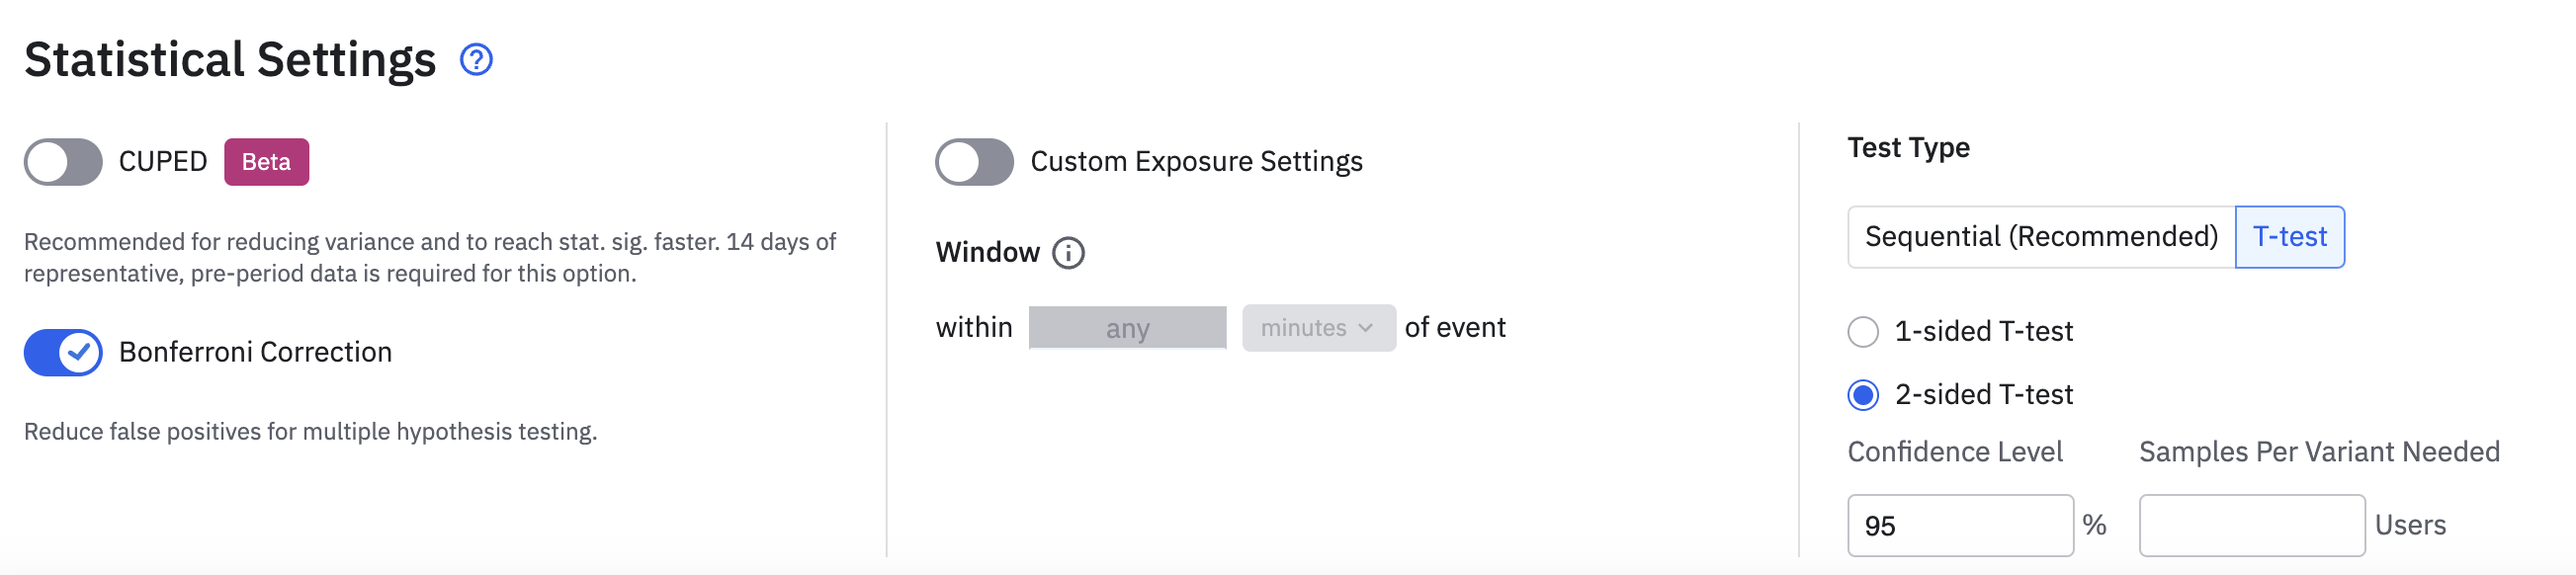 Statistical Settings
CUPED Beta
Recommended for reducing variance and to reach stat. sig. faster. 14 days of
representative, pre-period data is required for this option.
Bonferroni Correction
Reduce false positives for multiple hypothesis testing.
Custom Exposure Settings
Window
within any minutes of event
Test Type
Sequential (Recommended) T-test
1-sided T-test
2-sided T-test
Confidence Level Samples Per Variant Needed
95 % Users